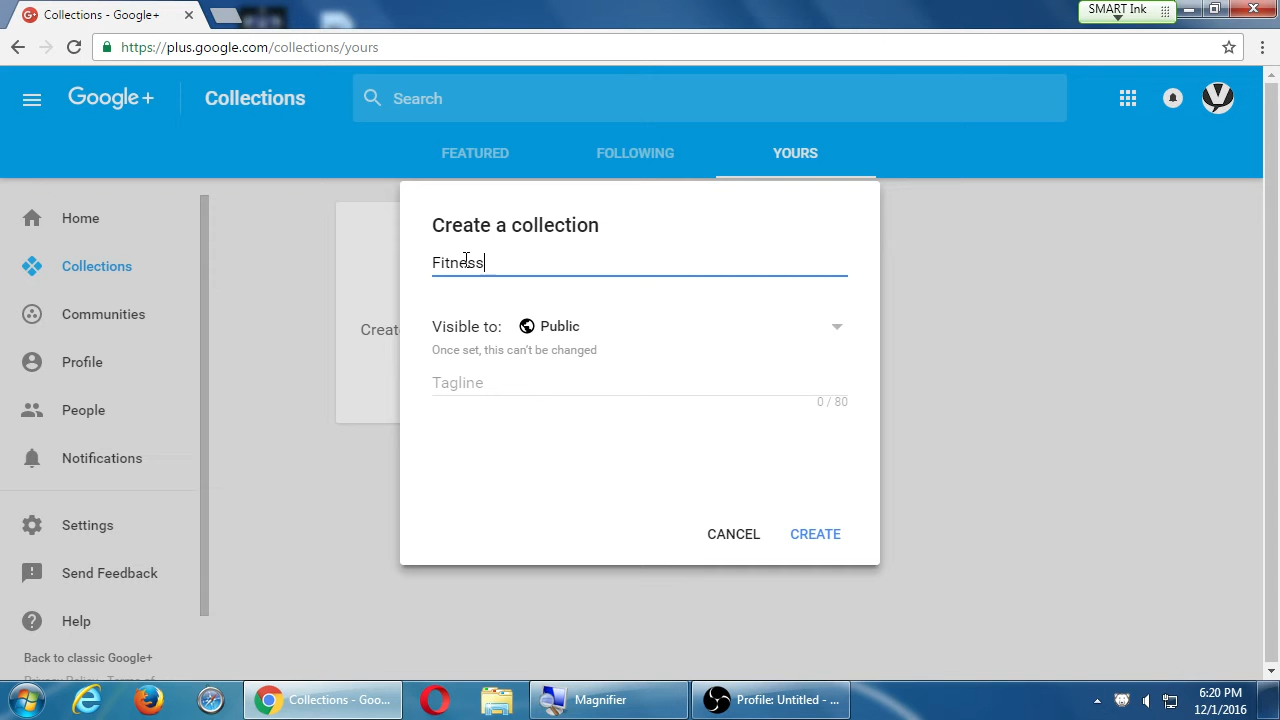 Collections - Google+
SMART Ink
https://plus.google.com/collections/yours
Google+
Collections
Search
FEATURED
FOLLOWING
YOURS
Home
Collections
Communities
Profile
People
Notifications
Settings
Send Feedback
Help
Back to classic Google+
Create
Create a collection
Fitness
Visible to: Public
Once set, this can't be changed
Tagline
0 / 80
CANCEL
CREATE
Collections - Goo...
Magnifier
Profile: Untitled - ...
6:20 PM
12/1/2016